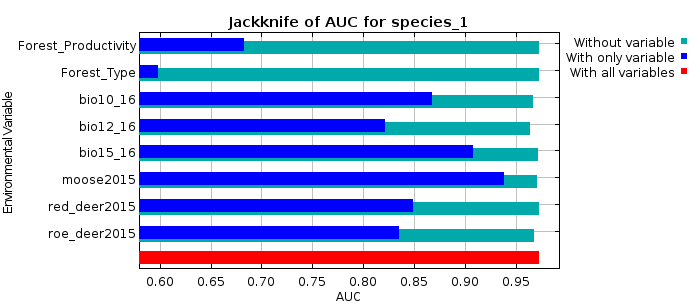 Jackknife of AUC for species_1
Environmental Variable
Forest_Productivity
Forest_Type
bio10_16
bio12_16
bio15_16
moose2015
red_deer2015
roe_deer2015
Without variable
With only variable
With all variables
0.60 0.65 0.70 0.75 0.80 0.85 0.90 0.95
AUC